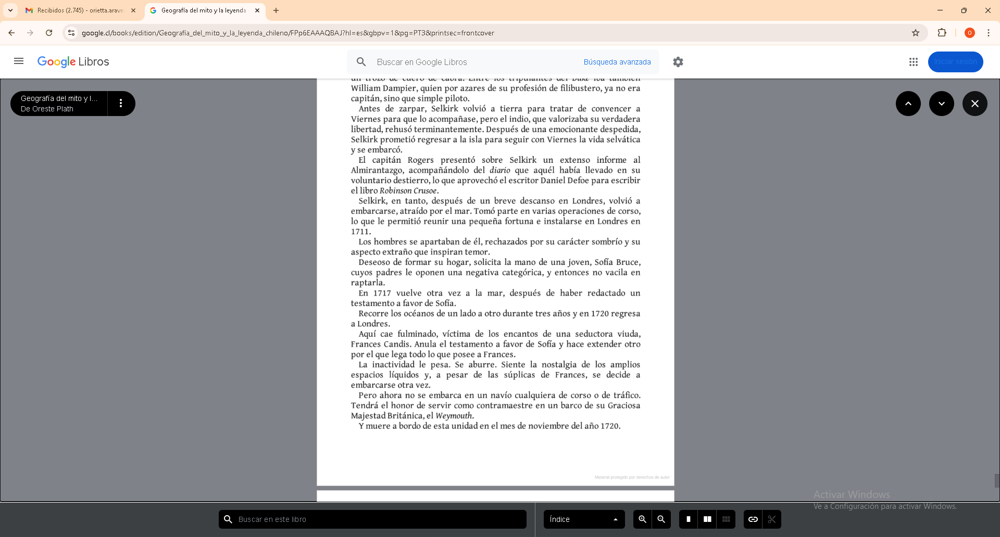 Recibidos (2.745) - orietta.arave
Geografía del mito y la leyenda
google.cl/books/edition/Geografía_del_mito_y_la_leyenda_chileno/FPp6EAAAQBAJ?hl=es&gbpv=1&pg=PT3&printsec=frontcover
O
Google Libros
Buscar en Google Libros
Búsqueda avanzada
Iniciar sesión
Geografía del mito y l...
De Oreste Plath
un trozo de cuero de cabra. Entre los tripulantes del Duke iba también
William Dampier, quien por azares de su profesión de filibustero, ya no era
capitán, sino que simple piloto.
Antes de zarpar, Selkirk volvió a tierra para tratar de convencer a
Viernes para que lo acompañase, pero el indio, que valorizaba su verdadera
libertad, rehusó terminantemente. Después de una emocionante despedida,
Selkirk prometió regresar a la isla para seguir con Viernes la vida selvática
y se embarcó.
El capitán Rogers presentó sobre Selkirk un extenso informe al
Almirantazgo, acompañándolo del diario que aquél había llevado en su
voluntario destierro, lo que aprovechó el escritor Daniel Defoe para escribir
el libro Robinson Crusoe.
Selkirk, en tanto, después de un breve descanso en Londres, volvió a
embarcarse, atraído por el mar. Tomó parte en varias operaciones de corso,
lo que le permitió reunir una pequeña fortuna e instalarse en Londres en
1711.
Los hombres se apartaban de él, rechazados por su carácter sombrío y su
aspecto extraño que inspiran temor.
Deseoso de formar su hogar, solicita la mano de una joven, Sofía Bruce,
cuyos padres le oponen una negativa categórica, y entonces no vacila en
raptarla.
En 1717 vuelve otra vez a la mar, después de haber redactado un
testamento a favor de Sofía.
Recorre los océanos de un lado a otro durante tres años y en 1720 regresa
a Londres.
Aquí cae fulminado, víctima de los encantos de una seductora viuda,
Frances Candis. Anula el testamento a favor de Sofía y hace extender otro
por el que lega todo lo que posee a Frances.
La inactividad le pesa. Se aburre. Siente la nostalgia de los amplios
espacios líquidos y, a pesar de las súplicas de Frances, se decide a
embarcarse otra vez.
Pero ahora no se embarca en un navío cualquiera de corso o de tráfico.
Tendrá el honor de servir como contramaestre en un barco de su Graciosa
Majestad Británica, el Weymouth.
Y muere a bordo de esta unidad en el mes de noviembre del año 1720.
Material protegido por derechos de autor
Activar Windows
Ve a Configuración para activar Windows.
Buscar en este libro
Índice